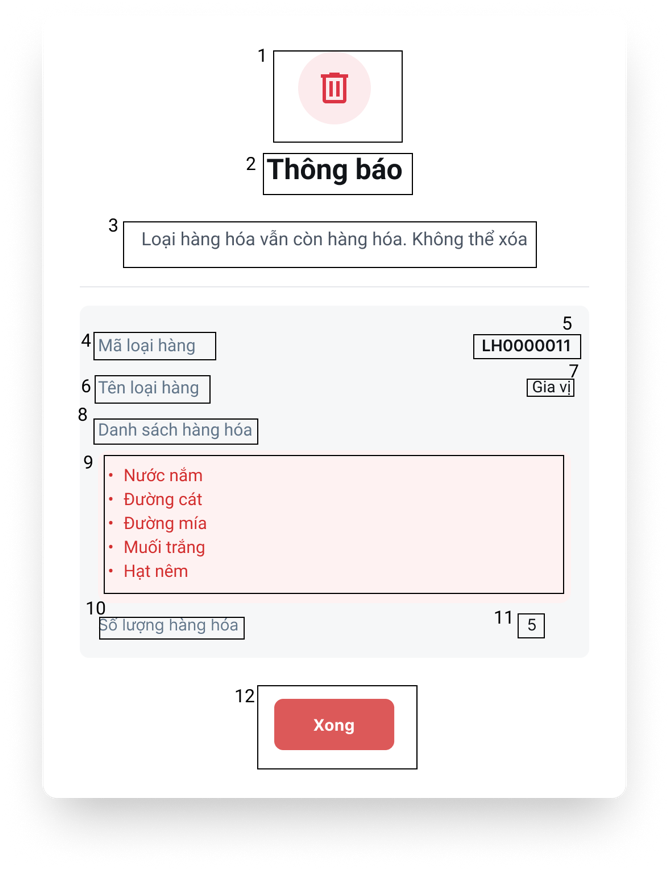 1
2 Thông báo
3 Loại hàng hóa vẫn còn hàng hóa. Không thể xóa
5
4 Mã loại hàng LH0000011
7
6 Tên loại hàng Gia vị
8
Danh sách hàng hóa
9
• Nước nắm
• Đường cát
• Đường mía
• Muối trắng
• Hạt nêm
10
Số lượng hàng hóa 11 5
12
Xong